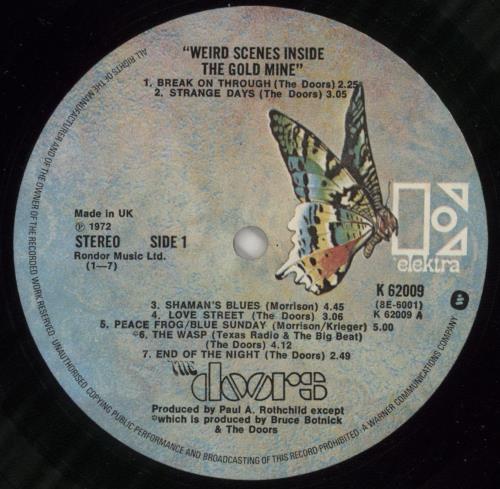 "WEIRD SCENES INSIDE
THE GOLD MINE"
1. BREAK ON THROUGH (The Doors) 2.25
2. STRANGE DAYS (The Doors) 3.05
Made in UK
℗ 1972
STEREO SIDE 1
Rondor Music Ltd.
(1—7)
elektra
K 62009
(8E-6001)
K 62009 A
3. SHAMAN'S BLUES (Morrison) 4.45
4. LOVE STREET (The Doors) 3.06
5. PEACE FROG/BLUE SUNDAY (Morrison/Krieger) 5.00
°6. THE WASP (Texas Radio & The Big Beat)
(The Doors) 4.12
7. END OF THE NIGHT (The Doors) 2.49
THE doors
Produced by Paul A. Rothchild except
°which is produced by Bruce Botnick
& The Doors
ALL RIGHTS OF THE MANUFACTURER AND OF THE OWNER OF THE RECORDED WORK RESERVED. UNAUTHORISED COPYING PUBLIC PERFORMANCE AND BROADCASTING OF THIS RECORD PROHIBITED · A WARNER COMMUNICATIONS COMPANY